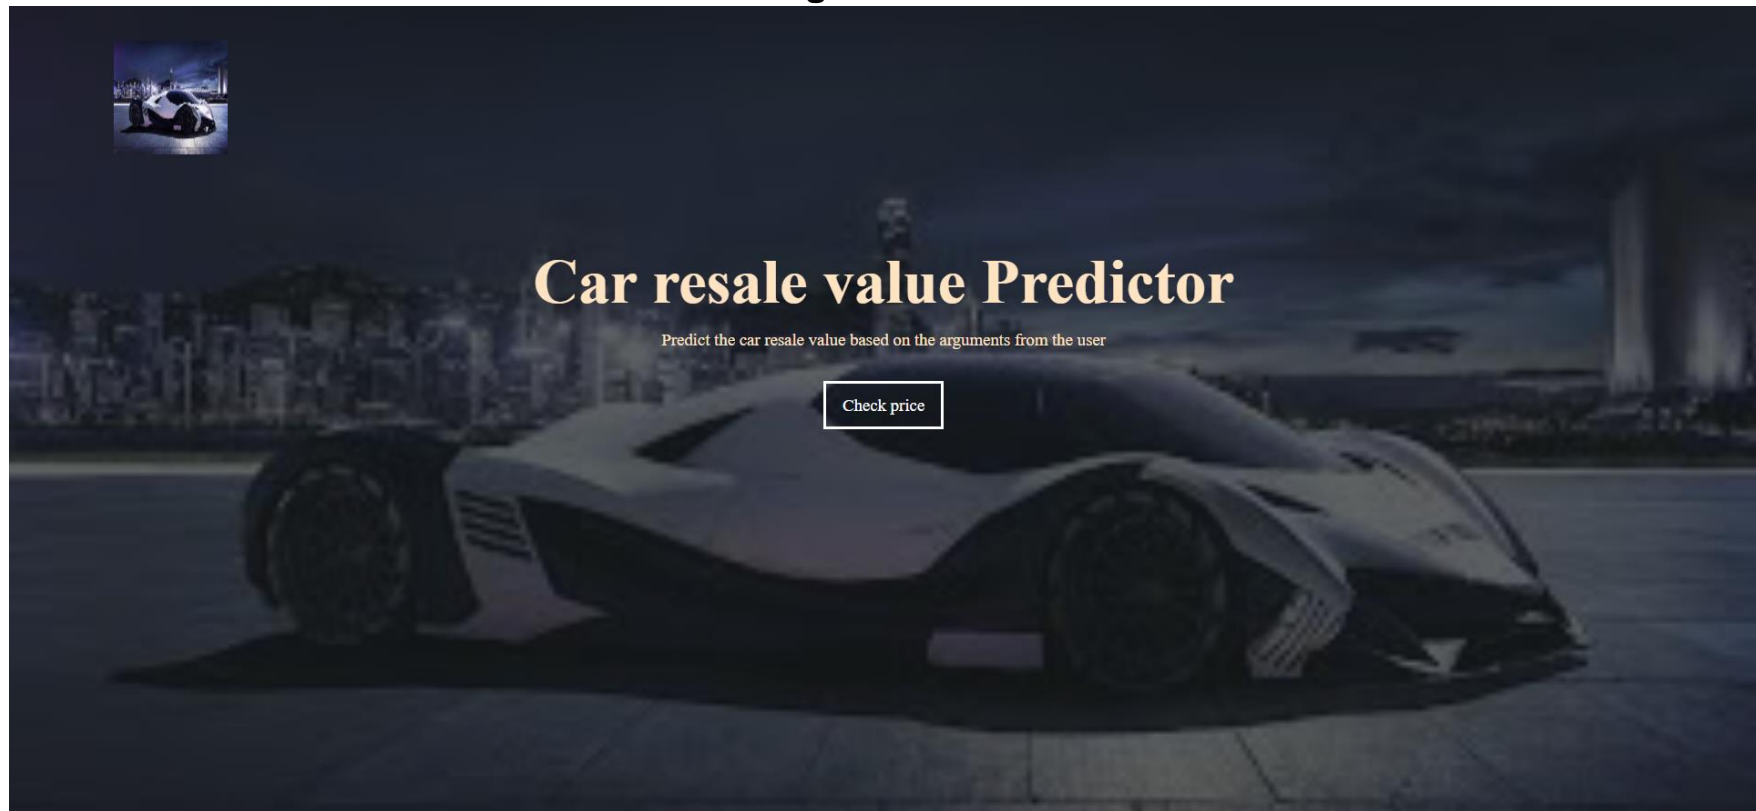 Car resale value Predictor
Predict the car resale value based on the arguments from the user
Check price